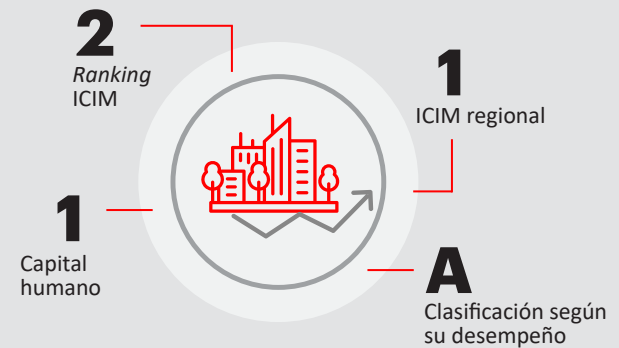 2
Ranking
ICIM
1
ICIM regional
1
Capital
humano
A
Clasificación según
su desempeño